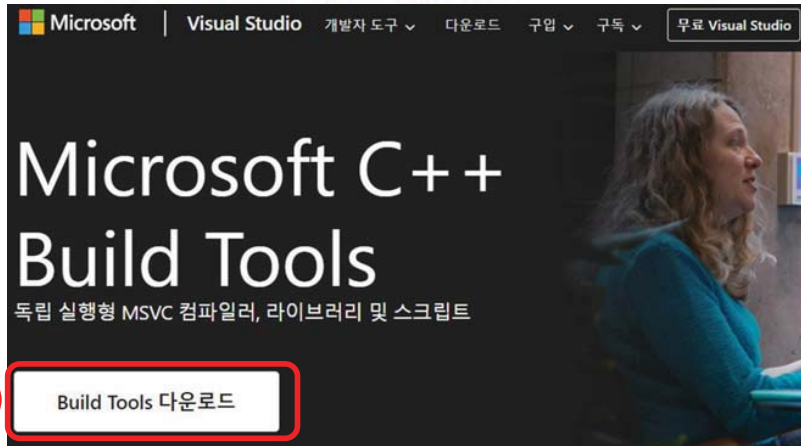 Microsoft | Visual Studio 개발자 도구 다운로드 구입 구독 무료 Visual Studio
Microsoft C++
Build Tools
독립 실행형 MSVC 컴파일러, 라이브러리 및 스크립트
Build Tools 다운로드